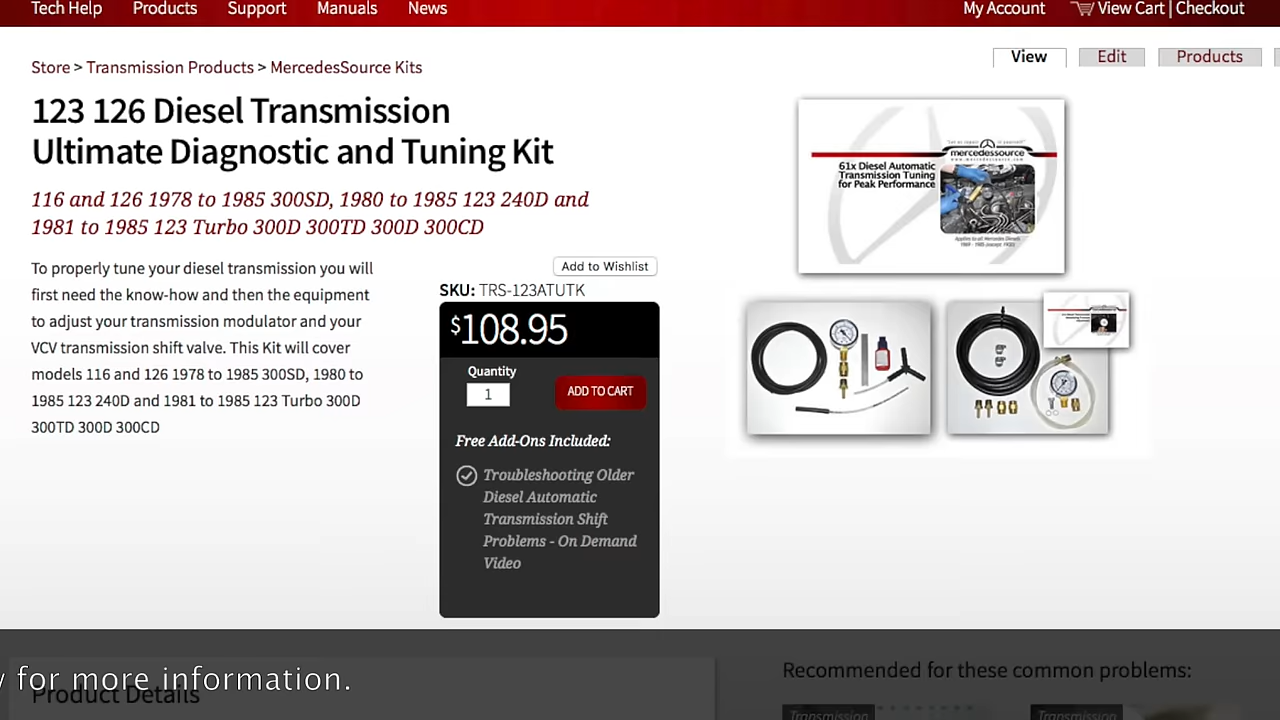 Tech Help Products Support Manuals News My Account View Cart | Checkout
View Edit Products
Store > Transmission Products > MercedesSource Kits
123 126 Diesel Transmission
Ultimate Diagnostic and Tuning Kit
116 and 126 1978 to 1985 300SD, 1980 to 1985 123 240D and
1981 to 1985 123 Turbo 300D 300TD 300D 300CD
To properly tune your diesel transmission you will
first need the know-how and then the equipment
to adjust your transmission modulator and your
VCV transmission shift valve. This Kit will cover
models 116 and 126 1978 to 1985 300SD, 1980 to
1985 123 240D and 1981 to 1985 123 Turbo 300D
300TD 300D 300CD
Add to Wishlist
SKU: TRS-123ATUTK
$108.95
Quantity
1
ADD TO CART
Free Add-Ons Included:
Troubleshooting Older
Diesel Automatic
Transmission Shift
Problems - On Demand
Video
mercedessource
www.mercedessource.com
61x Diesel Automatic
Transmission Tuning
for Peak Performance
for more information.
Product Details
Recommended for these common problems:
Transmission Transmission